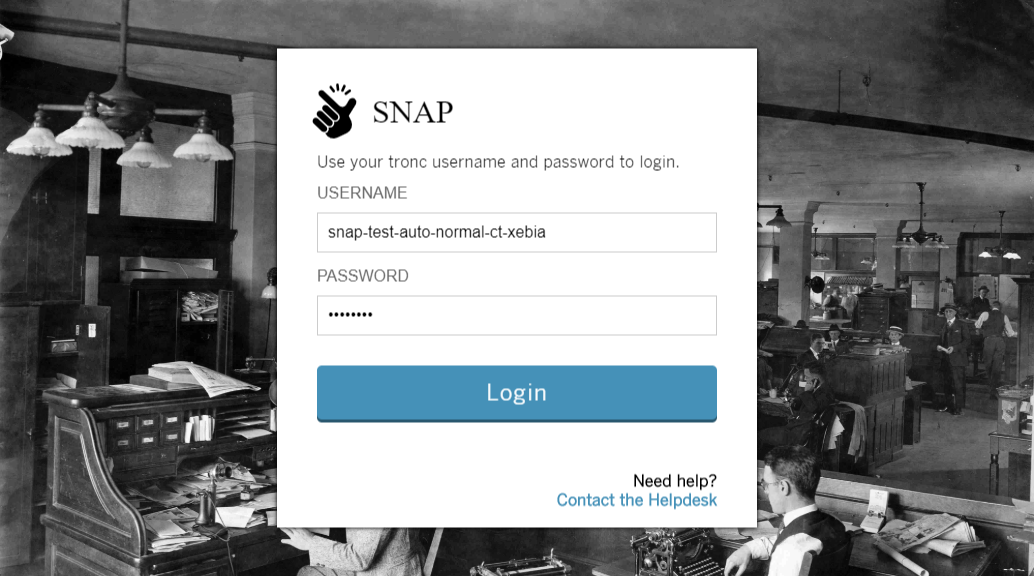 SNAP
Use your tronc username and password to login.
USERNAME
snap-test-auto-normal-ct-xebia
PASSWORD
••••••••
Login
Need help?
Contact the Helpdesk